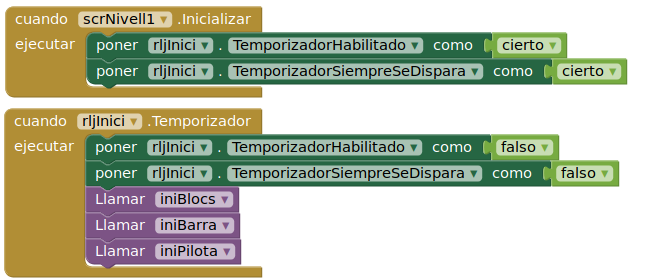 cuando scrNivell1 .Inicializar
ejecutar poner rljInici . TemporizadorHabilitado como cierto
poner rljInici . TemporizadorSiempreSeDispara como cierto
cuando rljInici .Temporizador
ejecutar poner rljInici . TemporizadorHabilitado como falso
poner rljInici . TemporizadorSiempreSeDispara como falso
Llamar iniBlocs
Llamar iniBarra
Llamar iniPilota